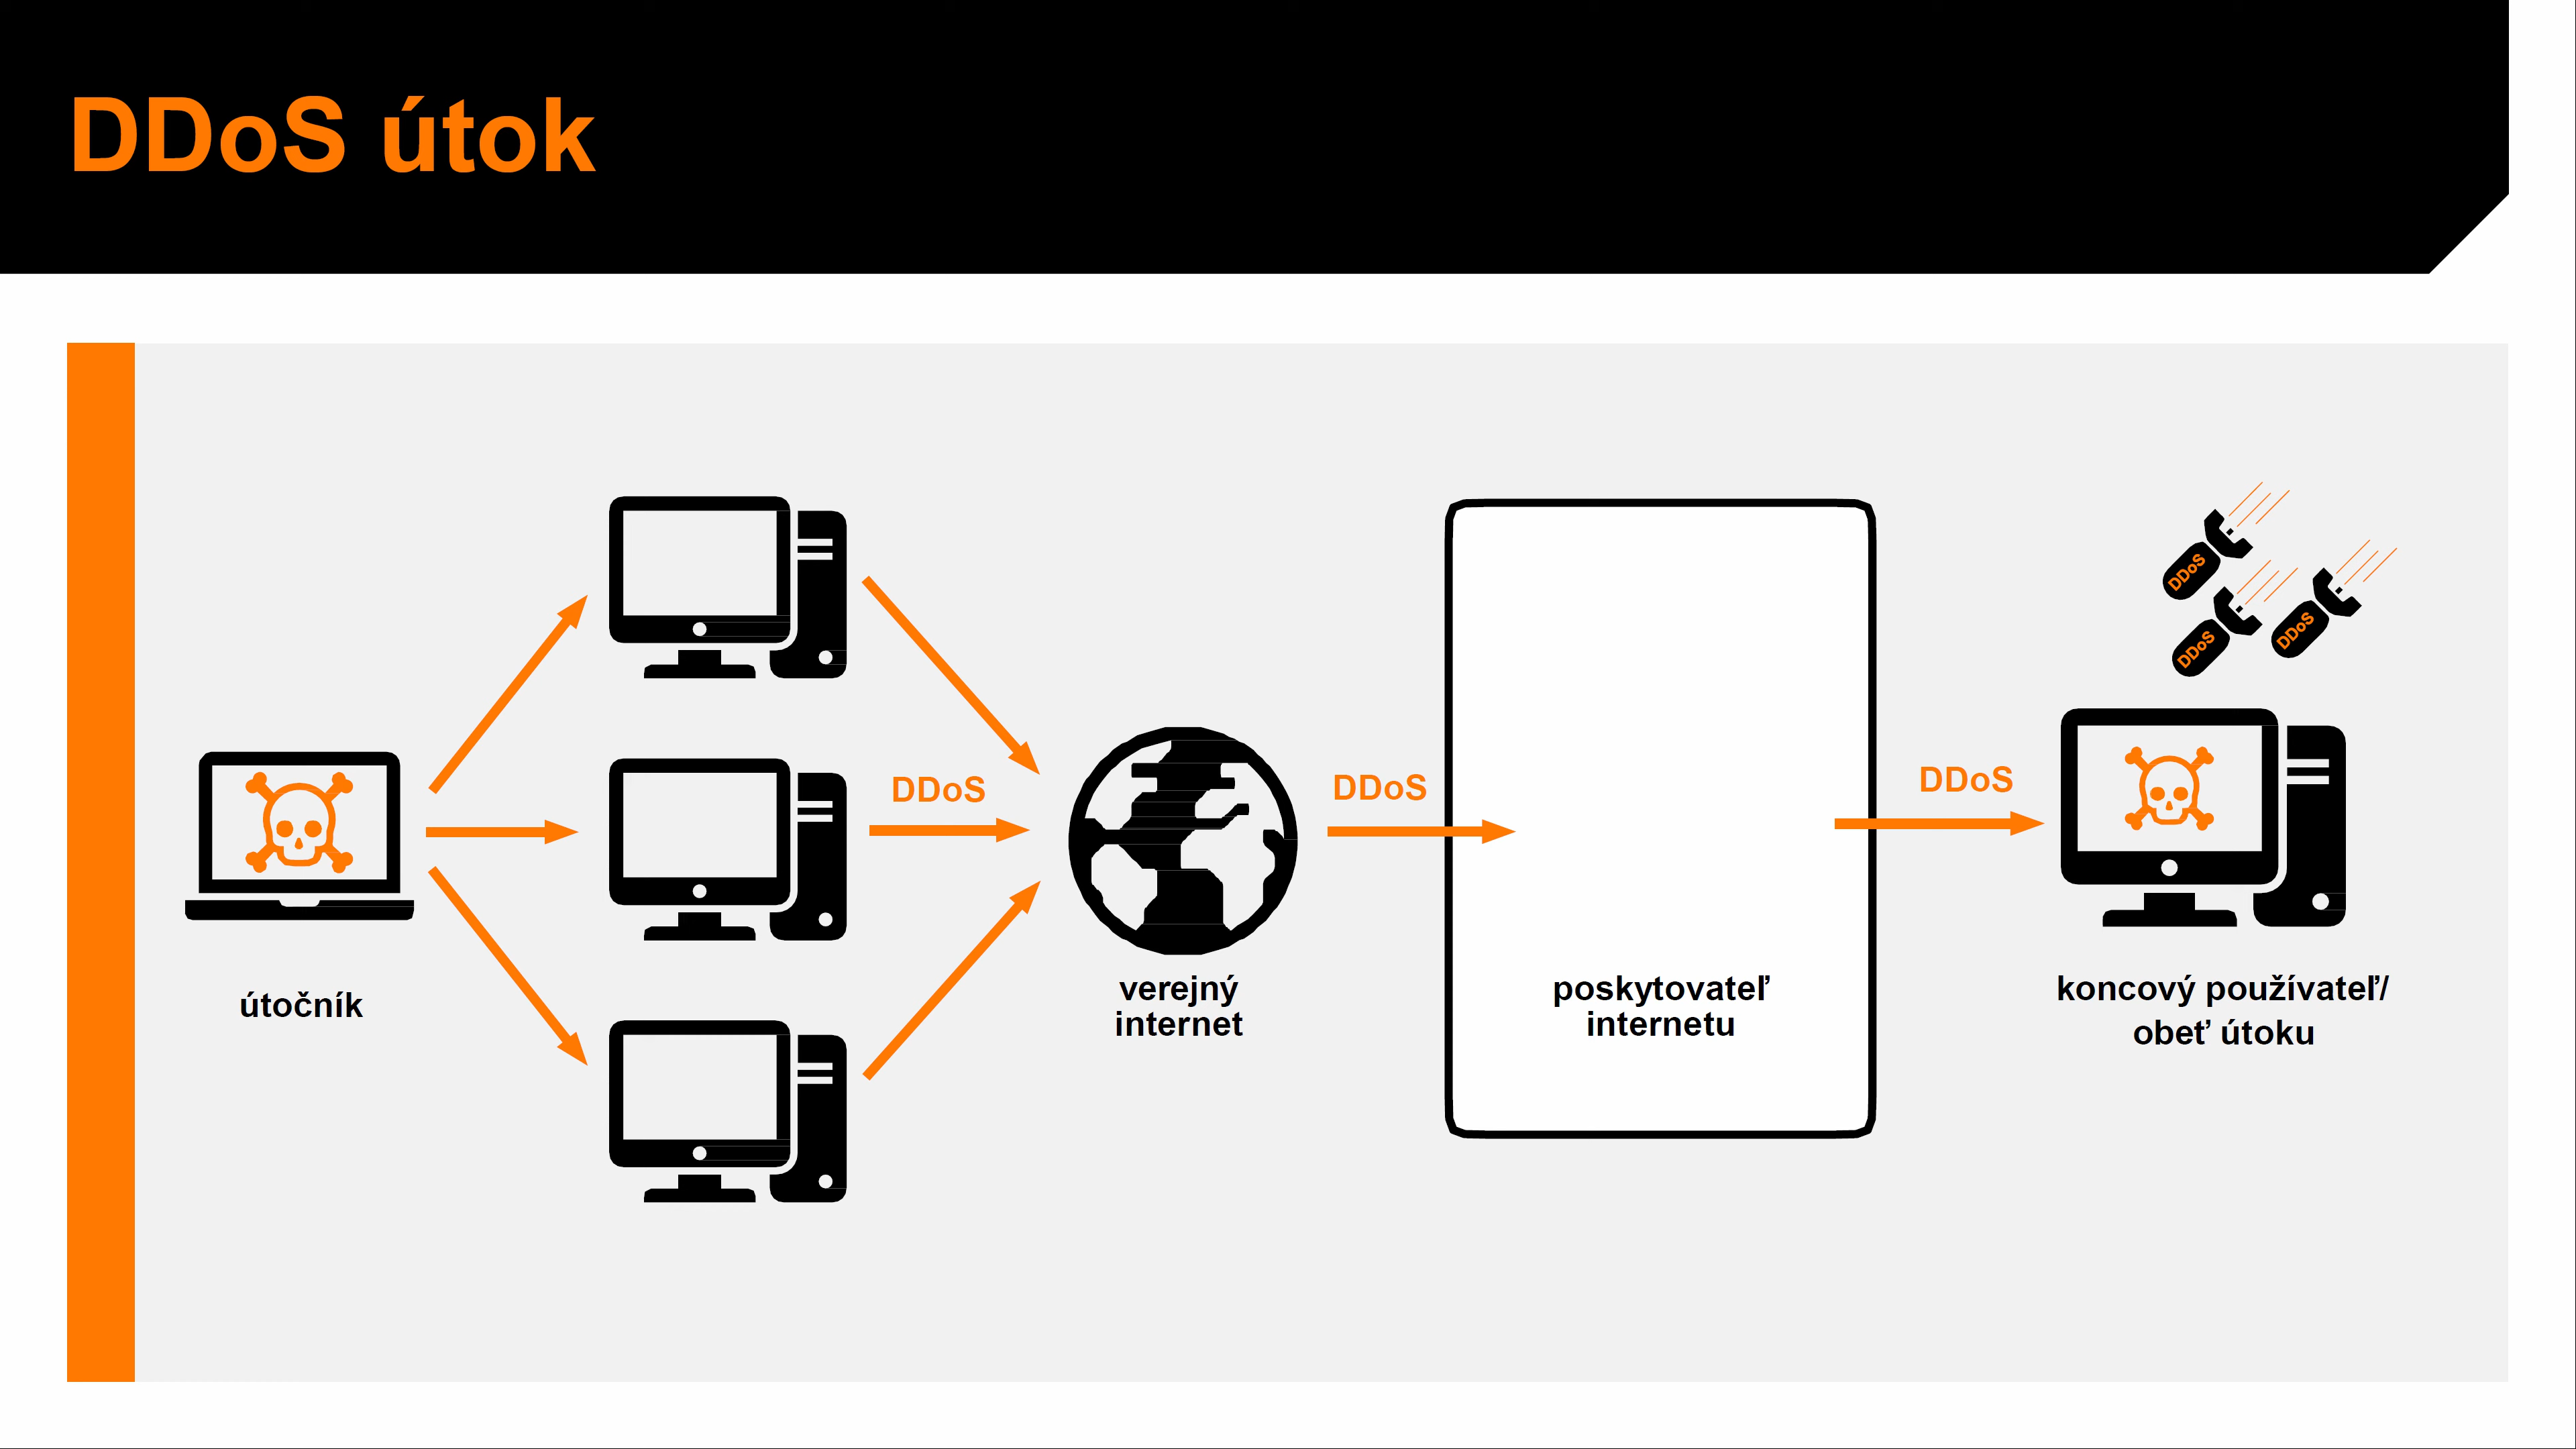 DDoS útok
DDoS
DDoS
DDoS
DDoS
DDoS
DDoS
útočník
verejný
internet
poskytovateľ
internetu
koncový používateľ/
obeť útoku